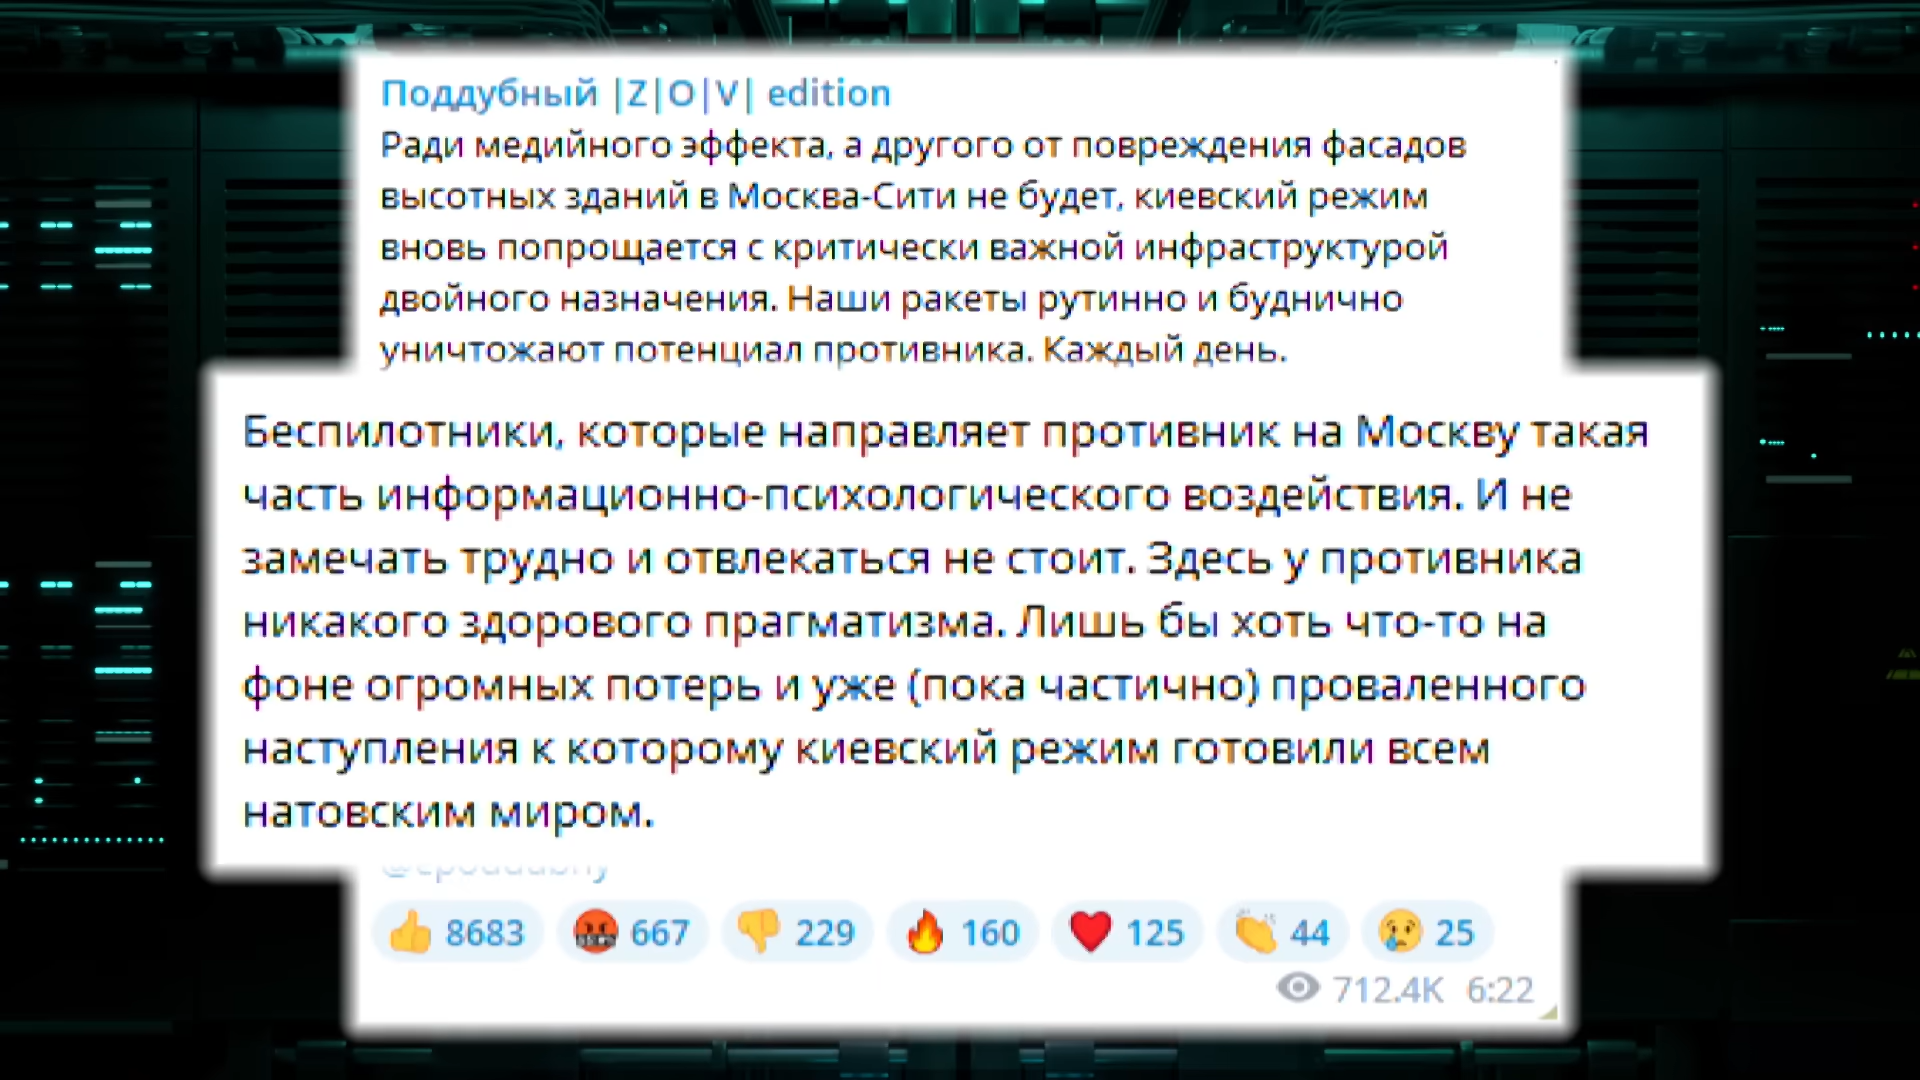 Поддубный |Z|O|V| edition
Ради медийного эффекта, а другого от повреждения фасадов
высотных зданий в Москва-Сити не будет, киевский режим
вновь попрощается с критически важной инфраструктурой
двойного назначения. Наши ракеты рутинно и буднично
уничтожают потенциал противника. Каждый день.
Беспилотники, которые направляет противник на Москву такая
часть информационно-психологического воздействия. И не
замечать трудно и отвлекаться не стоит. Здесь у противника
никакого здорового прагматизма. Лишь бы хоть что-то на
фоне огромных потерь и уже (пока частично) проваленного
наступления к которому киевский режим готовили всем
натовским миром.
8683 667 229 160 125 44 25
712.4K 6:22